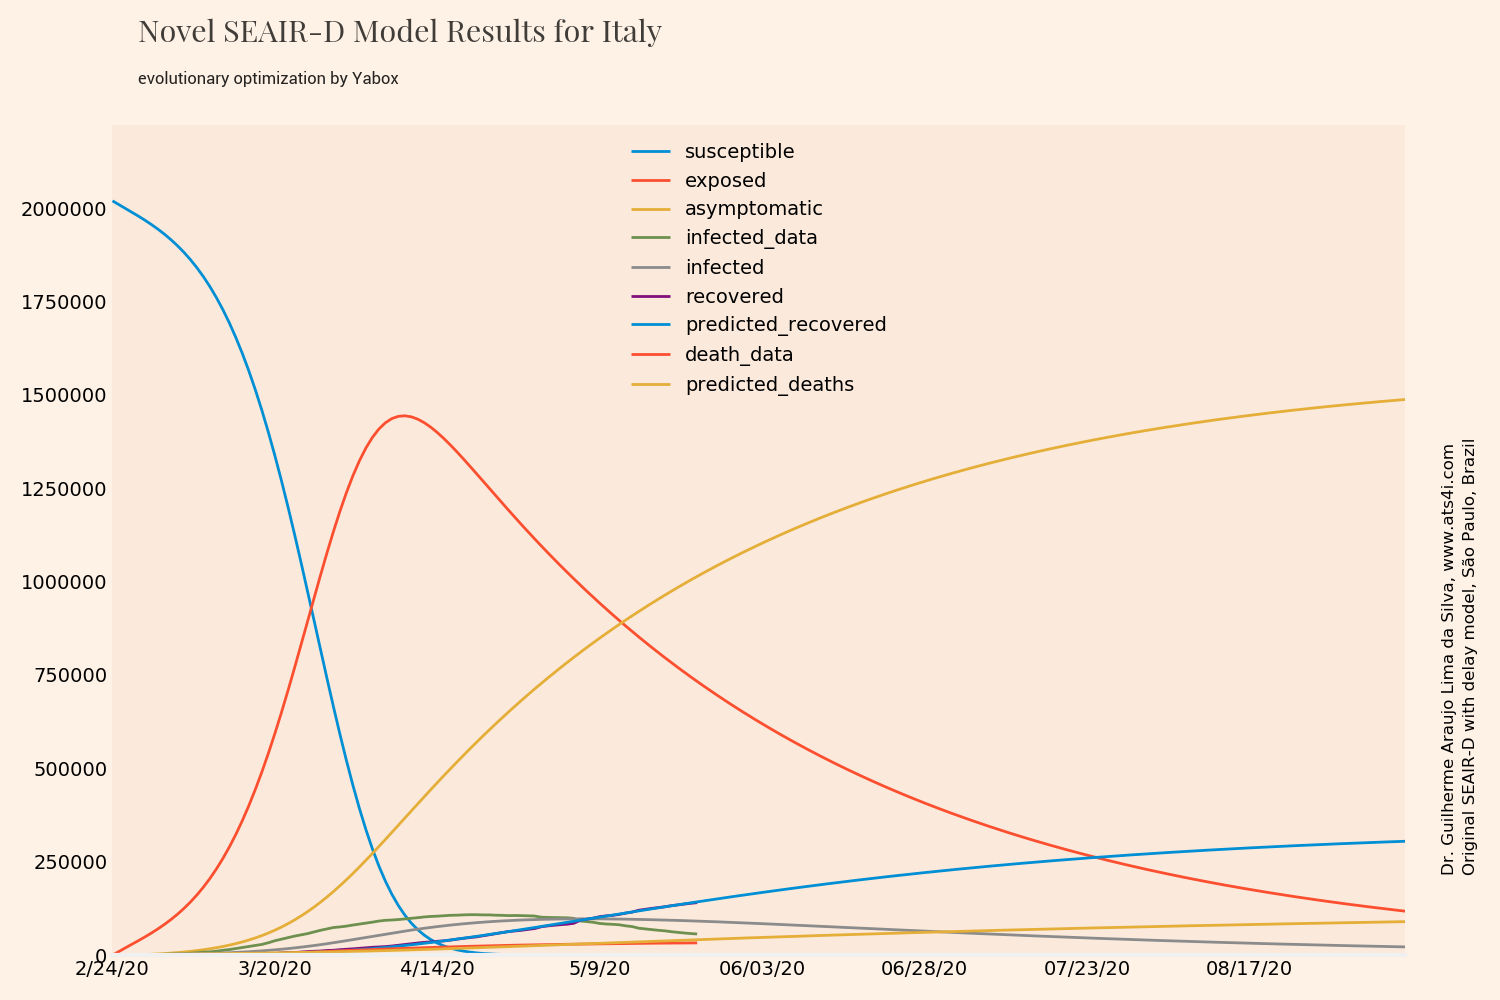 Novel SEAIR-D Model Results for Italy
evolutionary optimization by Yabox
susceptible
exposed
asymptomatic
infected_data
infected
recovered
predicted_recovered
death_data
predicted_deaths
2000000
1750000
1500000
1250000
1000000
750000
500000
250000
0
2/24/20 3/20/20 4/14/20 5/9/20 06/03/20 06/28/20 07/23/20 08/17/20
Dr. Guilherme Araujo Lima da Silva, www.ats4i.com
Original SEAIR-D with delay model, São Paulo, Brazil